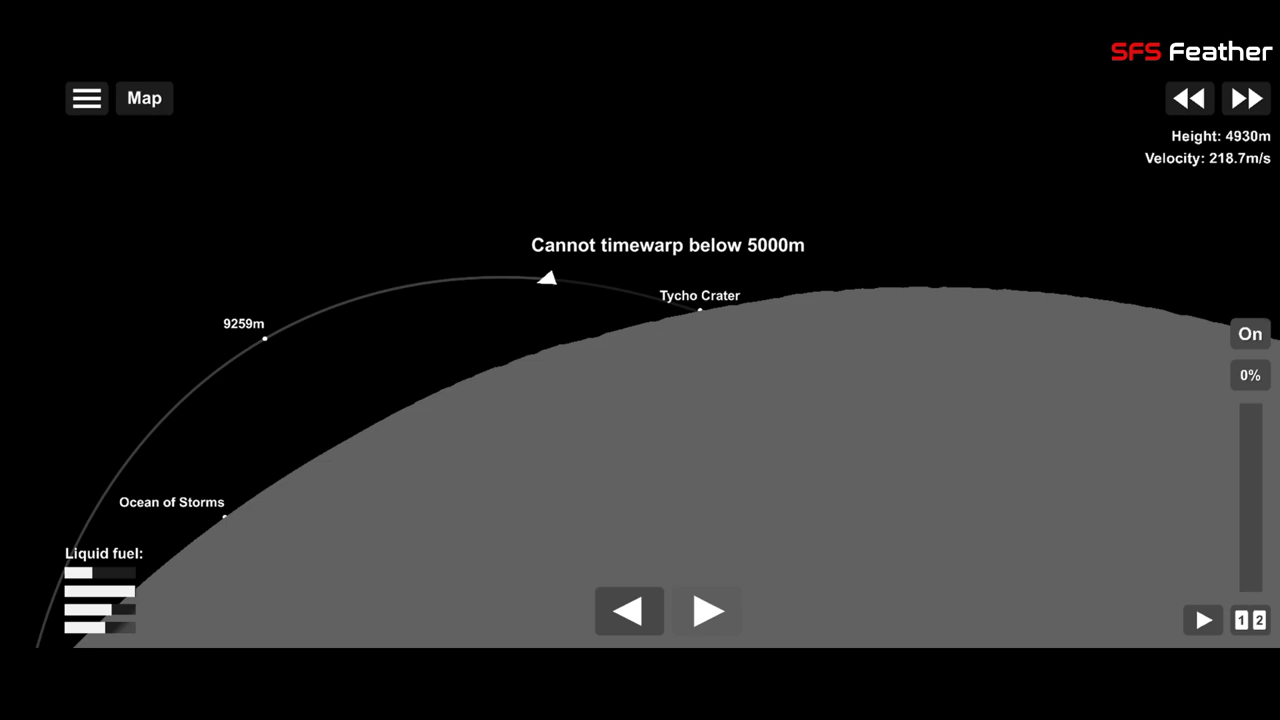 SFS Feather
Map
Height: 4930m
Velocity: 218.7m/s
Cannot timewarp below 5000m
Tycho Crater
9259m
On
0%
Ocean of Storms
Liquid fuel:
1 2